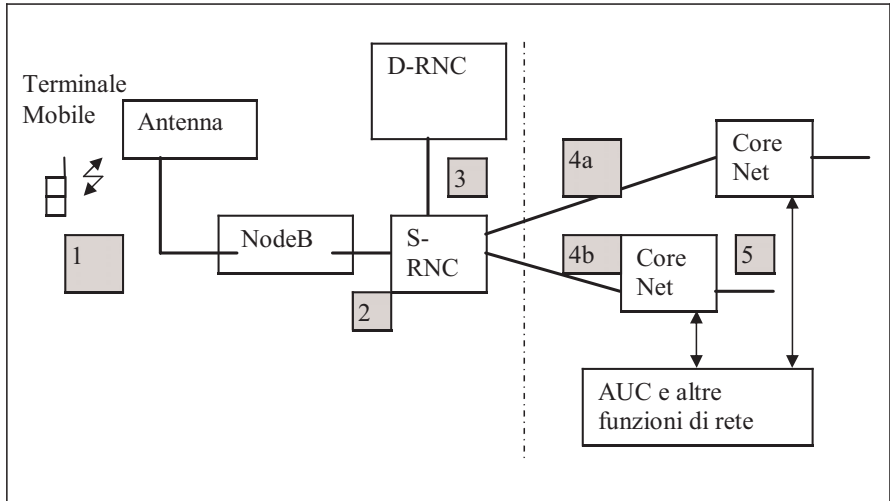 D-RNC
Terminale
Mobile
Antenna
Core
Net
4a
3
1
NodeB
S-
RNC
4b
Core
Net
5
2
AUC e altre
funzioni di rete